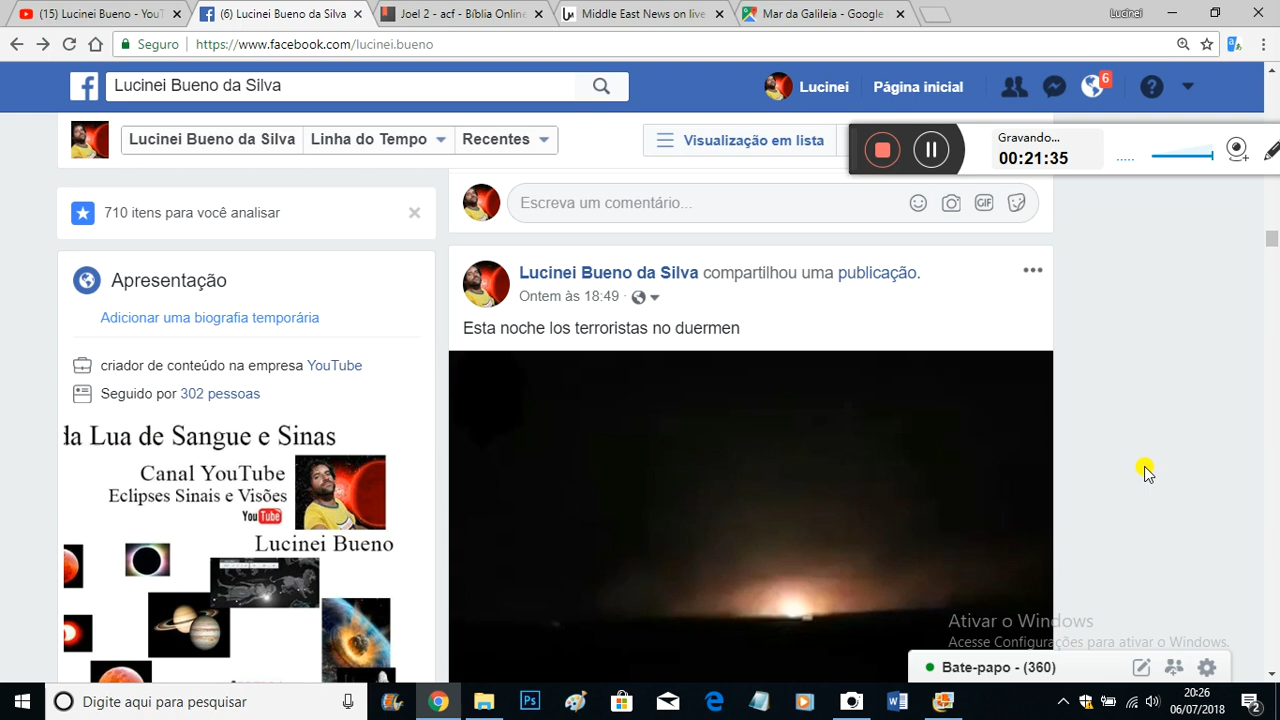 (15) Lucinei Bueno - YouT
(6) Lucinei Bueno da Silva
Joel 2 - acf - Bíblia Online
Middle East News on live
Mar da Galileia - Google
Lucinei
Seguro
https://www.facebook.com/lucinei.bueno
Lucinei Bueno da Silva
Lucinei
Página inicial
6
Lucinei Bueno da Silva
Linha do Tempo
Recentes
Visualização em lista
Gravando...
00:21:35
710 itens para você analisar
Escreva um comentário...
GIF
Apresentação
Adicionar uma biografia temporária
criador de conteúdo na empresa YouTube
Seguido por 302 pessoas
da Lua de Sangue e Sinas
Canal YouTube
Eclipses Sinais e Visões
YouTube
Lucinei Bueno
Lucinei Bueno da Silva compartilhou uma publicação.
Ontem às 18:49
Esta noche los terroristas no duermen
Ativar o Windows
Acesse Configurações para ativar o Windows.
Bate-papo - (360)
Digite aqui para pesquisar
20:26
06/07/2018
2